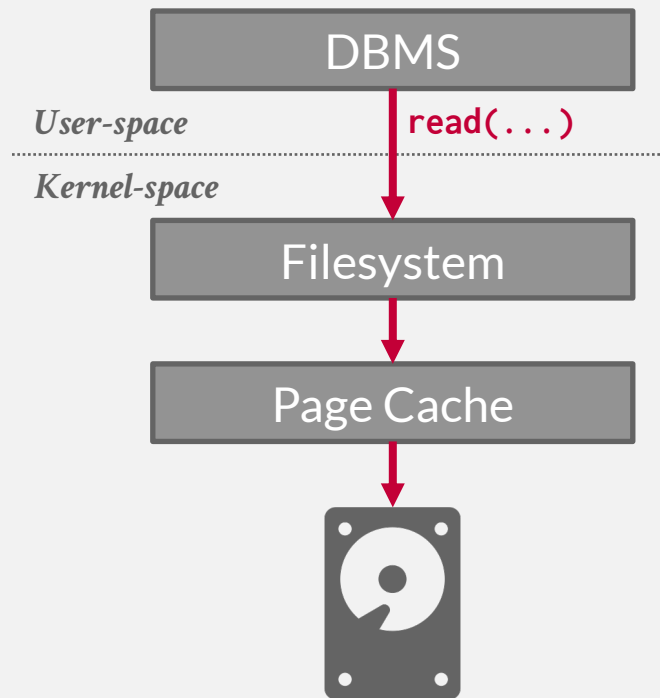 DBMS
User-space
read(...)
Kernel-space
Filesystem
Page Cache